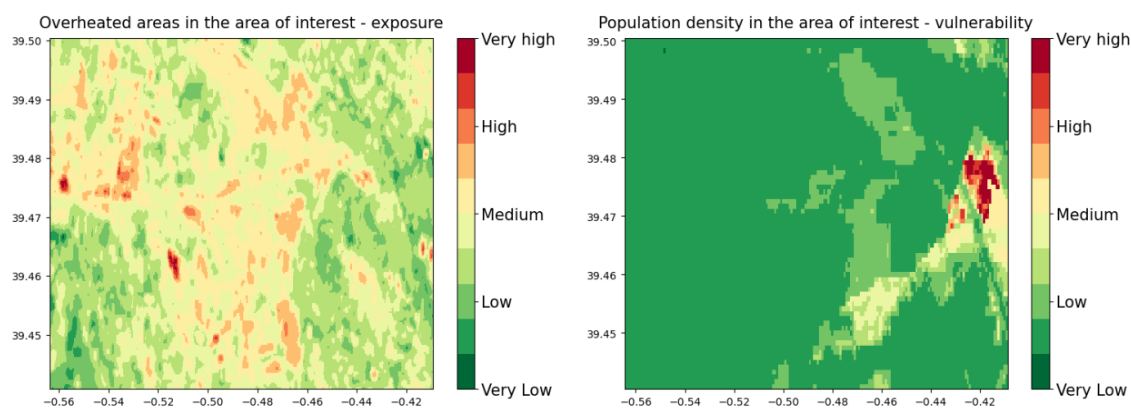 Overheated areas in the area of interest - exposure
39.50
39.49
39.48
39.47
39.46
39.45
−0.56 −0.54 −0.52 −0.50 −0.48 −0.46 −0.44 −0.42
Very high
High
Medium
Low
Very Low
Population density in the area of interest - vulnerability
39.50
39.49
39.48
39.47
39.46
39.45
−0.56 −0.54 −0.52 −0.50 −0.48 −0.46 −0.44 −0.42
Very high
High
Medium
Low
Very Low